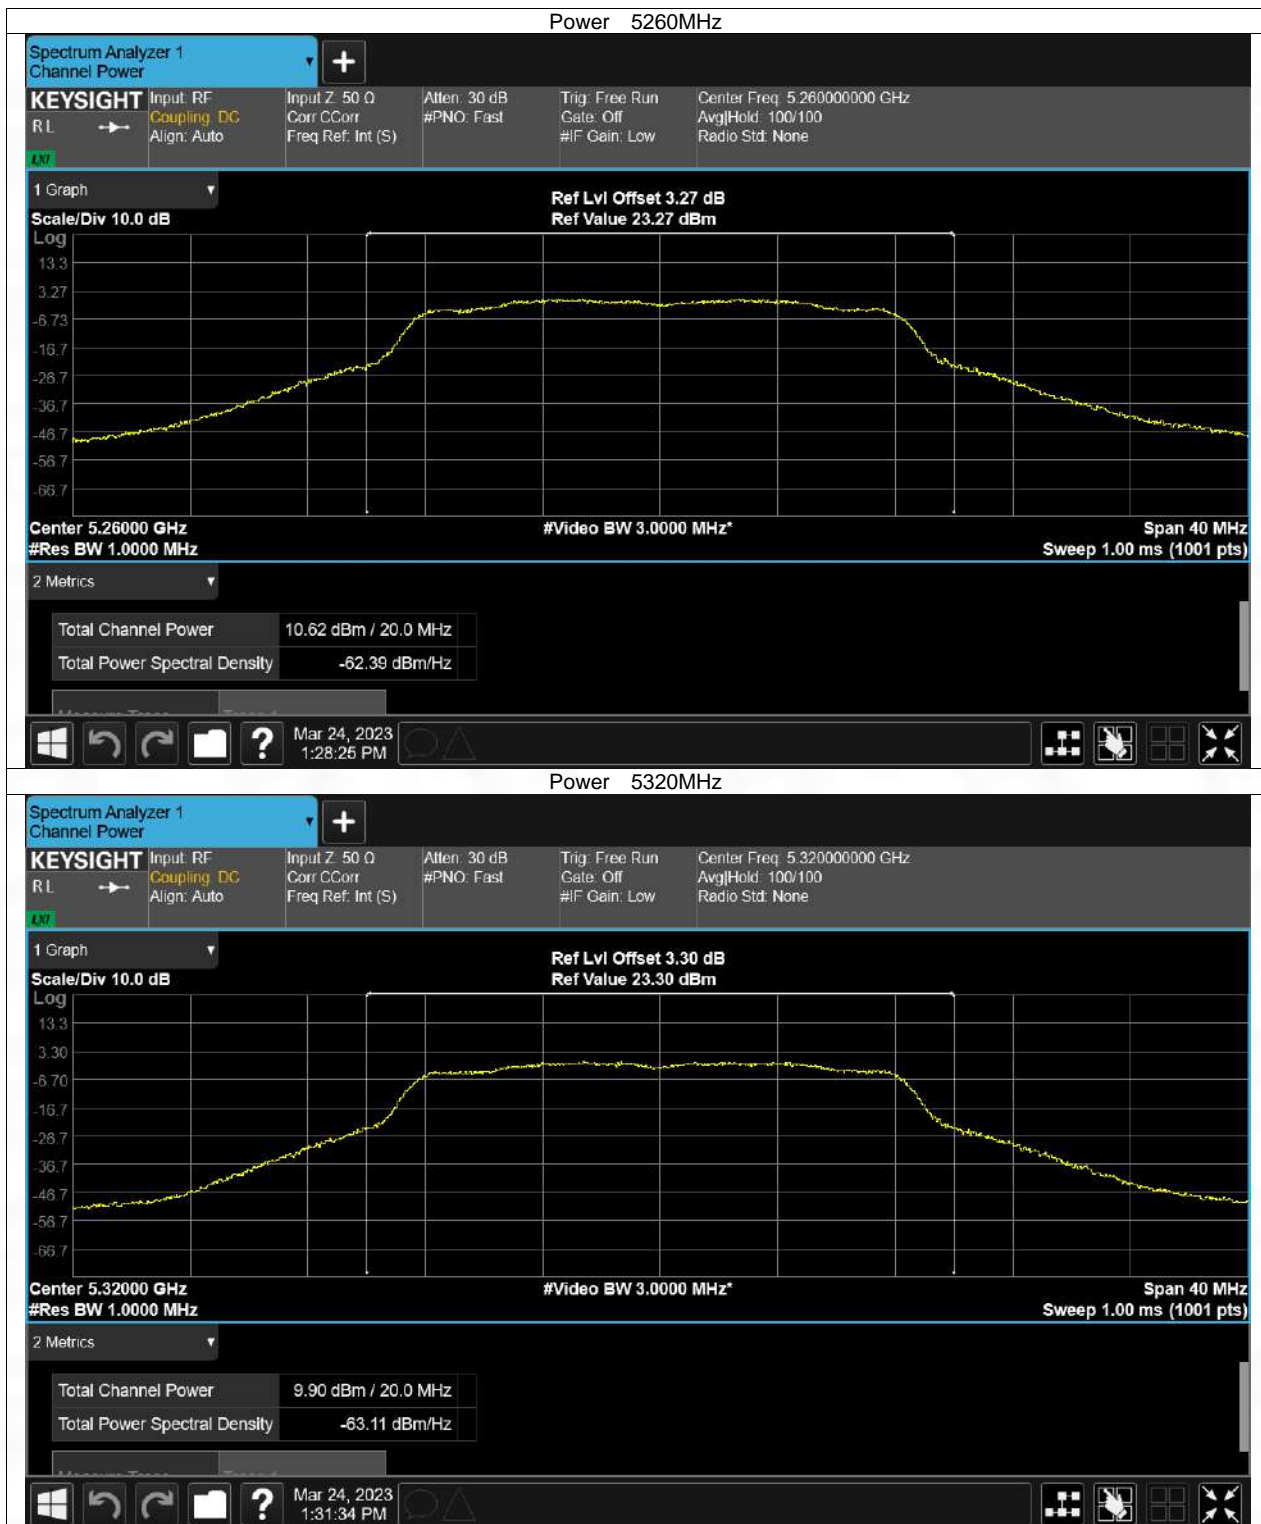 Power 5260MHz
Spectrum Analyzer 1
Channel Power
KEYSIGHT
RL
LXI
Input: RF
Coupling: DC
Align: Auto
Input Z: 50 Ω
Corr CCorr
Freq Ref: Int (S)
Atten: 30 dB
#PNO: Fast
Trig: Free Run
Gate: Off
#IF Gain: Low
Center Freq: 5.260000000 GHz
Avg|Hold: 100/100
Radio Std: None
1 Graph
Scale/Div 10.0 dB
Ref Lvl Offset 3.27 dB
Ref Value 23.27 dBm
Log
13.3
3.27
-6.73
-16.7
-26.7
-36.7
-46.7
-56.7
-66.7
Center 5.26000 GHz
#Video BW 3.0000 MHz*
Span 40 MHz
#Res BW 1.0000 MHz
Sweep 1.00 ms (1001 pts)
2 Metrics
Total Channel Power 10.62 dBm / 20.0 MHz
Total Power Spectral Density -62.39 dBm/Hz
Mar 24, 2023
1:28:25 PM
Power 5320MHz
Spectrum Analyzer 1
Channel Power
KEYSIGHT
RL
LXI
Input: RF
Coupling: DC
Align: Auto
Input Z: 50 Ω
Corr CCorr
Freq Ref: Int (S)
Atten: 30 dB
#PNO: Fast
Trig: Free Run
Gate: Off
#IF Gain: Low
Center Freq: 5.320000000 GHz
Avg|Hold: 100/100
Radio Std: None
1 Graph
Scale/Div 10.0 dB
Ref Lvl Offset 3.30 dB
Ref Value 23.30 dBm
Log
13.3
3.30
-6.70
-16.7
-26.7
-36.7
-46.7
-56.7
-66.7
Center 5.32000 GHz
#Video BW 3.0000 MHz*
Span 40 MHz
#Res BW 1.0000 MHz
Sweep 1.00 ms (1001 pts)
2 Metrics
Total Channel Power 9.90 dBm / 20.0 MHz
Total Power Spectral Density -63.11 dBm/Hz
Mar 24, 2023
1:31:34 PM